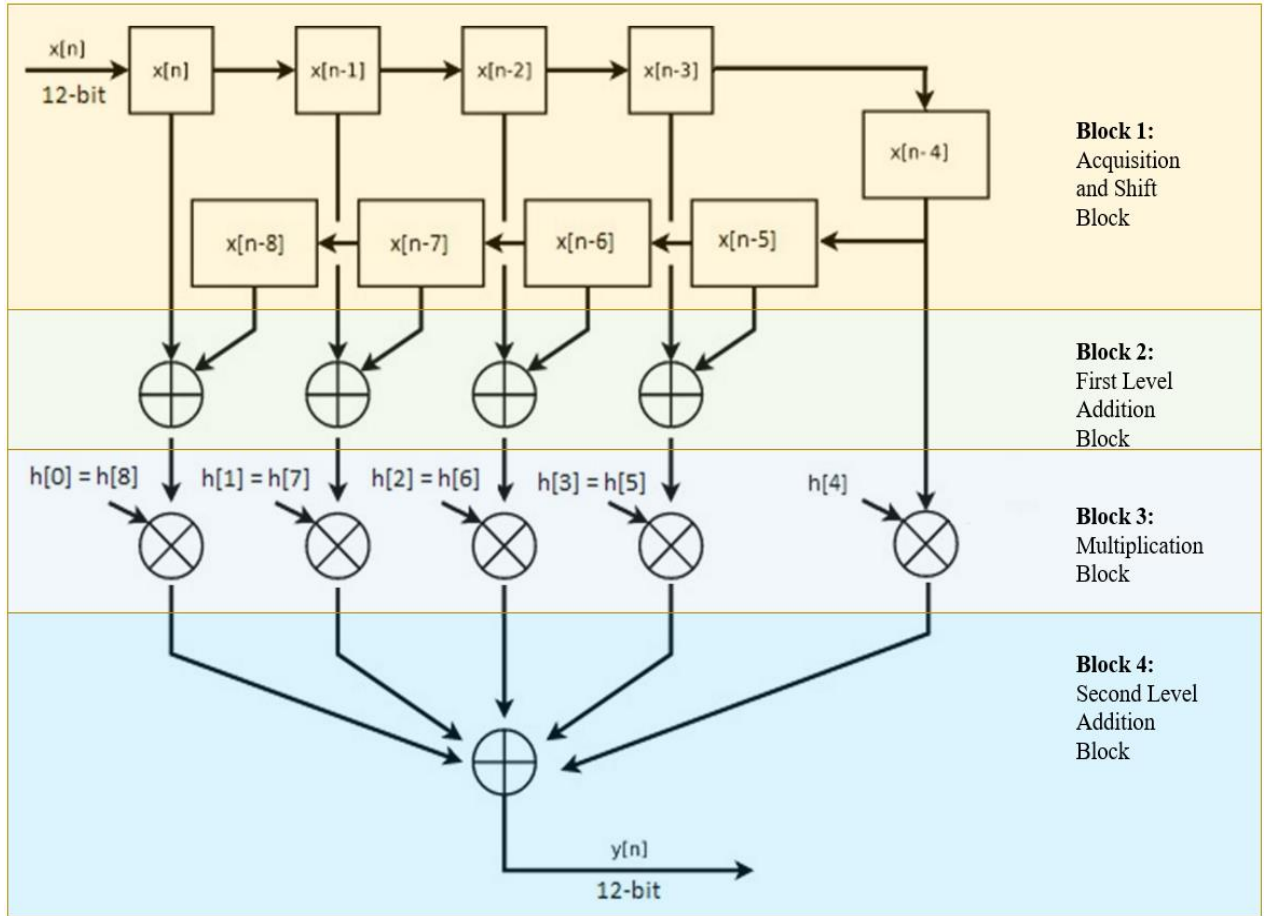 x[n]
12-bit
x[n]
x[n-1]
x[n-2]
x[n-3]
x[n-4]
x[n-8]
x[n-7]
x[n-6]
x[n-5]
Block 1:
Acquisition
and Shift
Block
Block 2:
First Level
Addition
Block
h[0] = h[8]
h[1] = h[7]
h[2] = h[6]
h[3] = h[5]
h[4]
Block 3:
Multiplication
Block
Block 4:
Second Level
Addition
Block
y[n]
12-bit